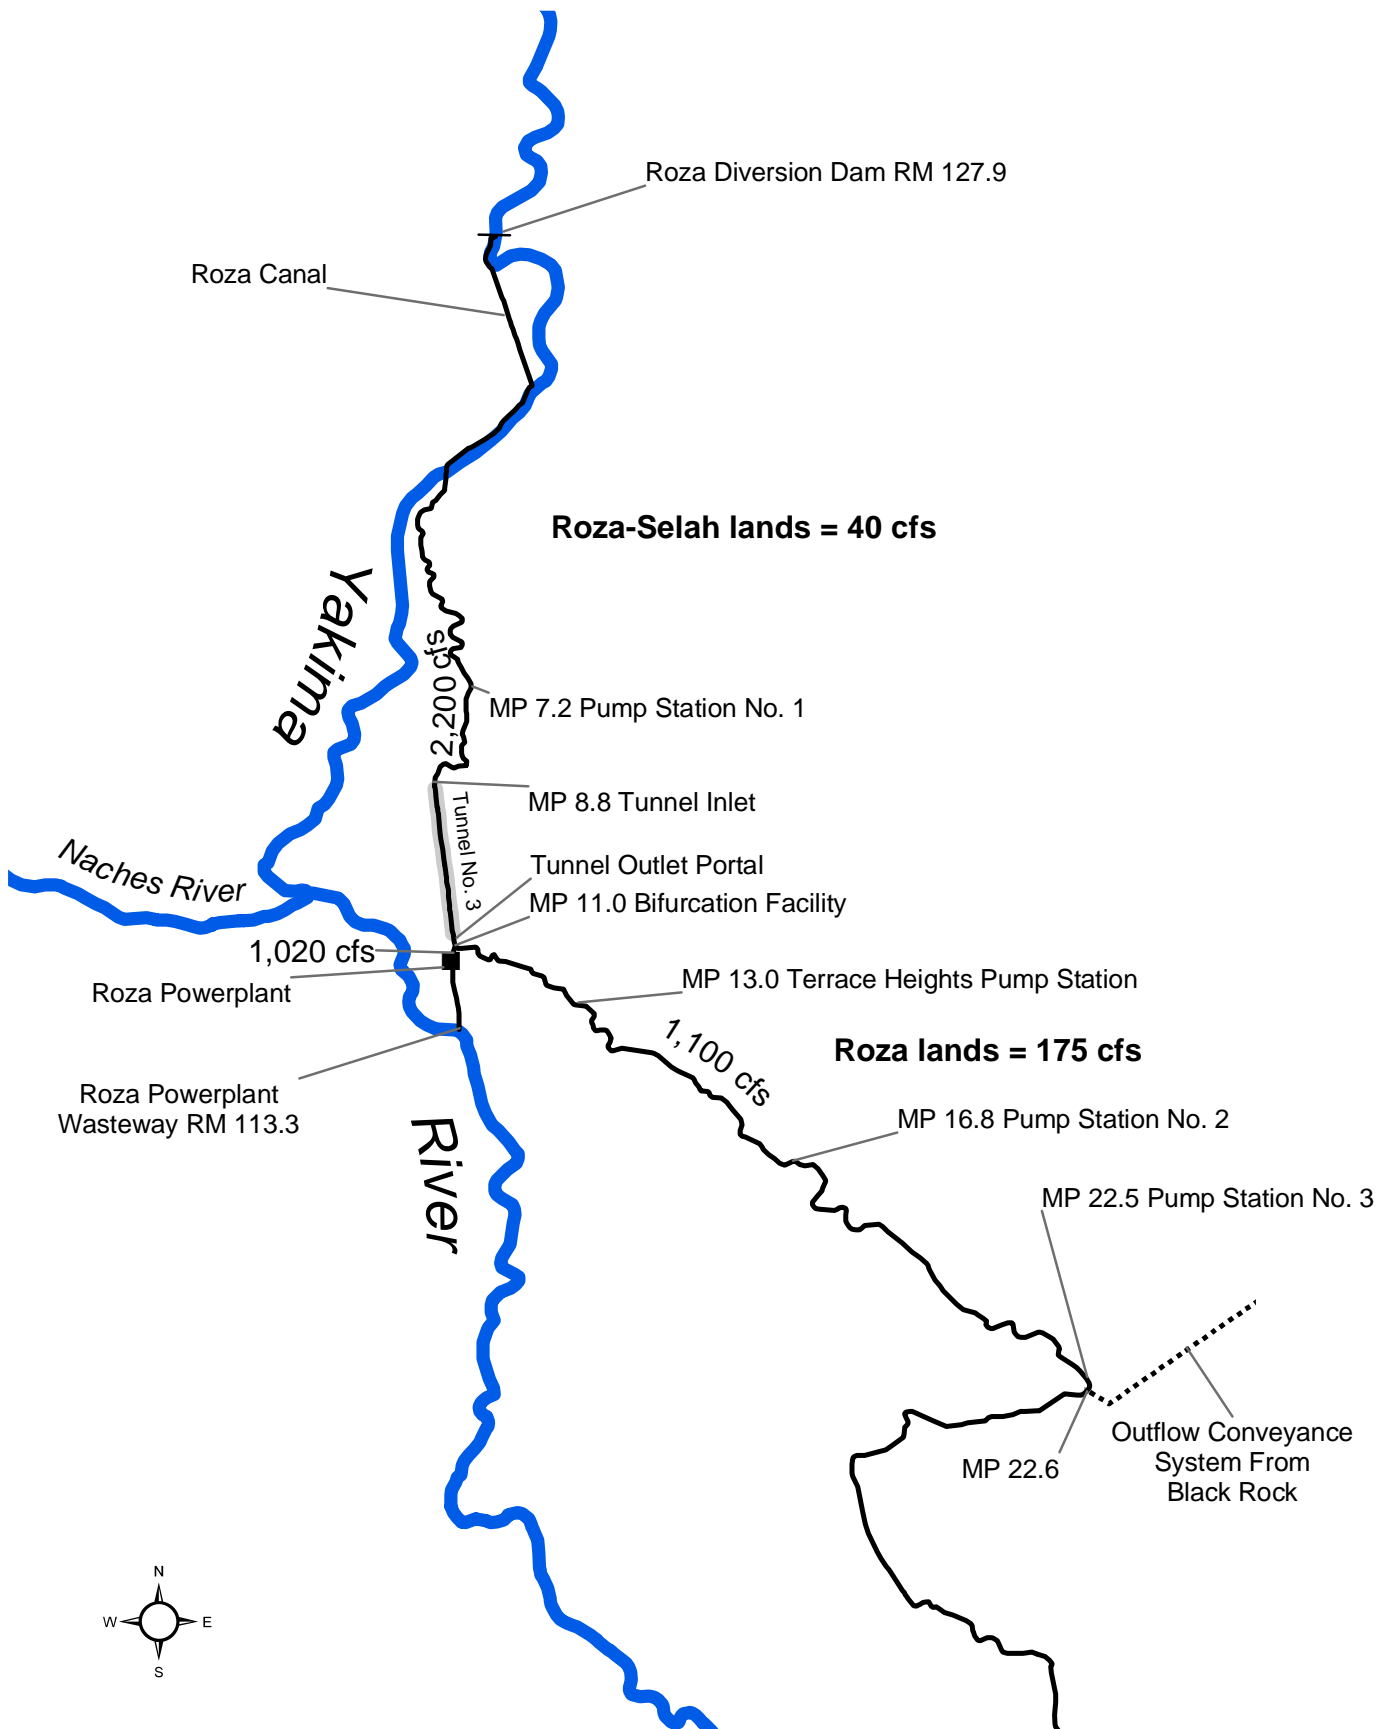 Roza Diversion Dam RM 127.9
Roza Canal
Roza-Selah lands = 40 cfs
Yakima
2,200 cfs
MP 7.2 Pump Station No. 1
MP 8.8 Tunnel Inlet
Tunnel No. 3
Naches River
Tunnel Outlet Portal
MP 11.0 Bifurcation Facility
1,020 cfs
MP 13.0 Terrace Heights Pump Station
Roza Powerplant
1,100 cfs
Roza lands = 175 cfs
Roza Powerplant
Wasteway RM 113.3
MP 16.8 Pump Station No. 2
River
MP 22.5 Pump Station No. 3
Outflow Conveyance
System From
Black Rock
MP 22.6
N
W
E
S